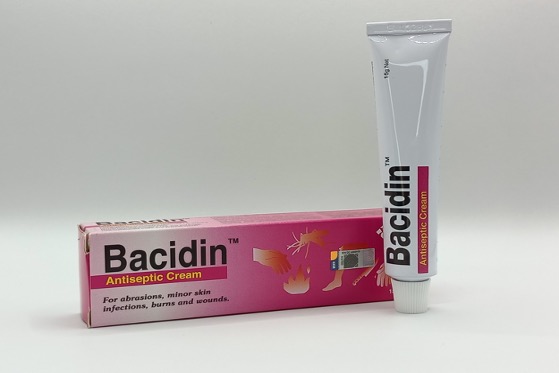 Bacidin
Bacidin™
Antiseptic Cream
For abrasions, minor skin
infections, burns and wounds.
Bacidin™
Antiseptic Cream
15g Net